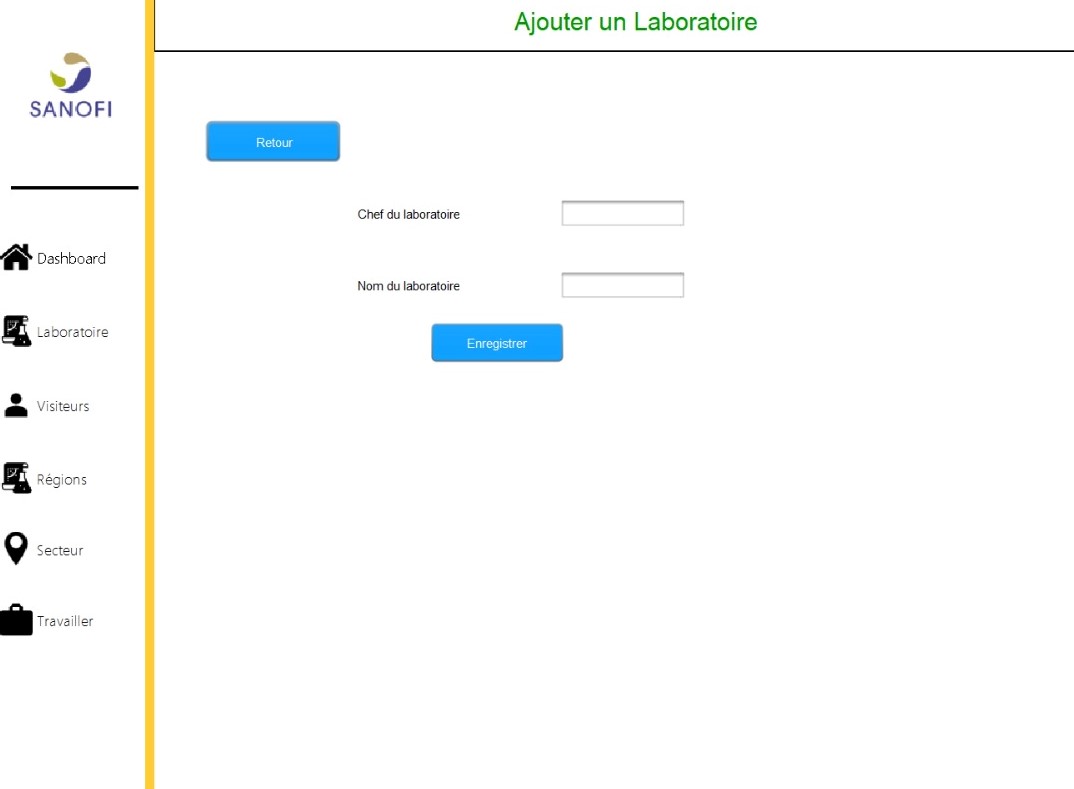 Ajouter un Laboratoire
SANOFI
Retour
Chef du laboratoire
Nom du laboratoire
Enregistrer
Dashboard
Laboratoire
Visiteurs
Régions
Secteur
Travailler